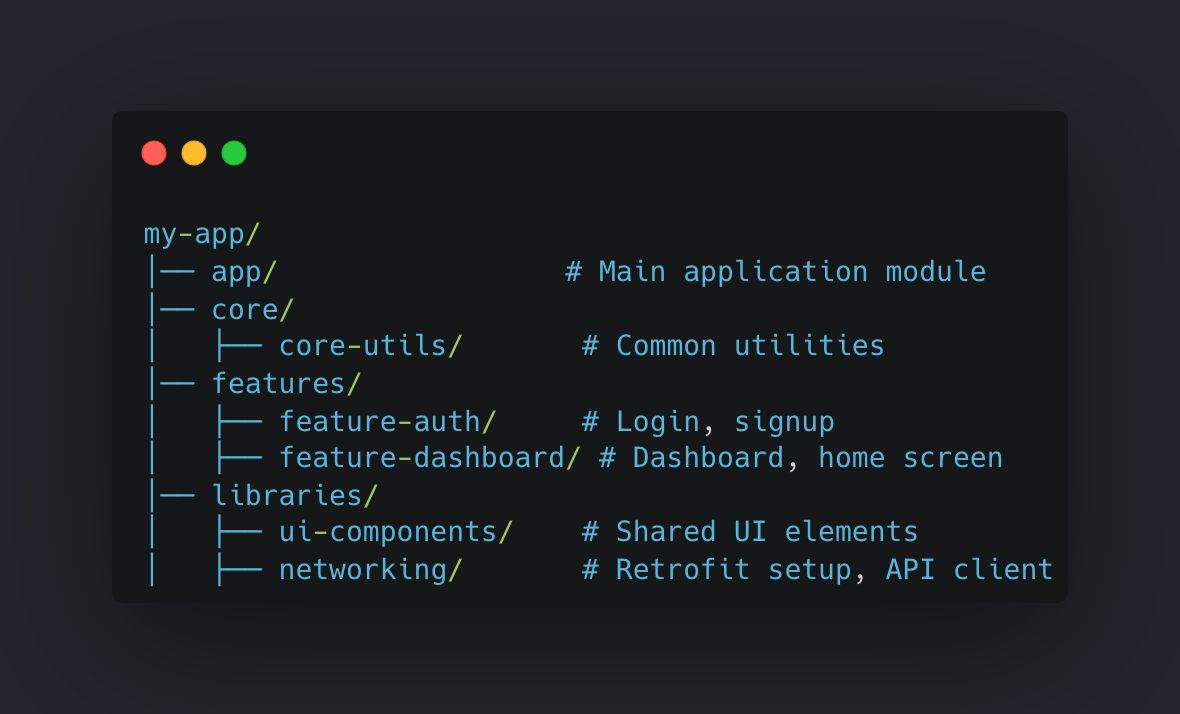 my-app/
├── app/                 # Main application module
├── core/
│   ├── core-utils/       # Common utilities
├── features/
│   ├── feature-auth/     # Login, signup
│   ├── feature-dashboard/ # Dashboard, home screen
├── libraries/
│   ├── ui-components/    # Shared UI elements
│   ├── networking/       # Retrofit setup, API client